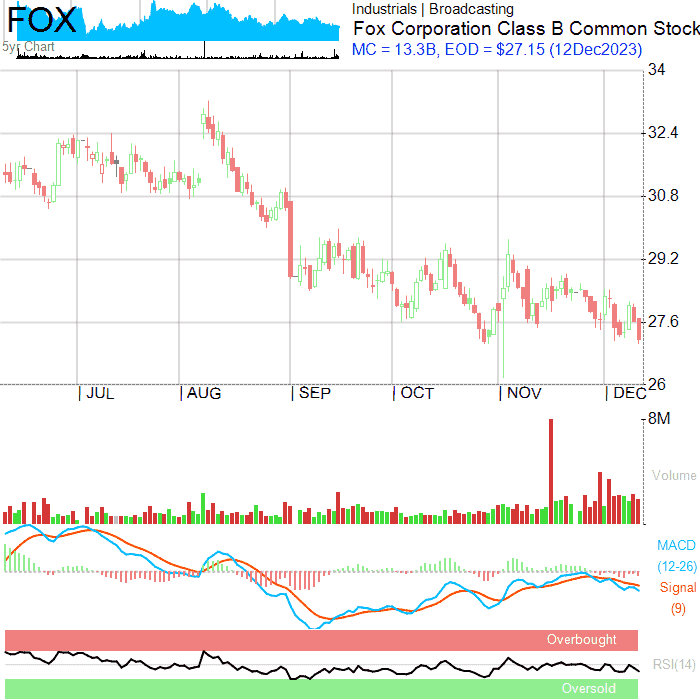 FOX
5yr Chart
Industrials | Broadcasting
Fox Corporation Class B Common Stock
MC = 13.3B, EOD = $27.15 (12Dec2023)
34
32.4
30.8
29.2
27.6
26
| JUL | AUG | SEP | OCT | NOV | DEC
8M
Volume
MACD
(12-26)
Signal
(9)
Overbought
RSI(14)
Oversold